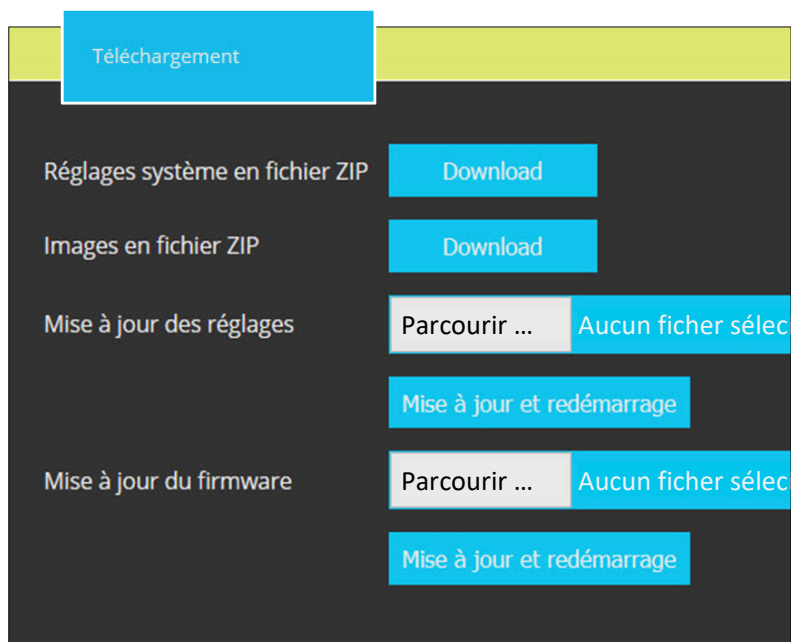 Téléchargement
Réglages système en fichier ZIP Download
Images en fichier ZIP Download
Mise à jour des réglages Parcourir ... Aucun ficher sélec
Mise à jour et redémarrage
Mise à jour du firmware Parcourir ... Aucun ficher sélec
Mise à jour et redémarrage